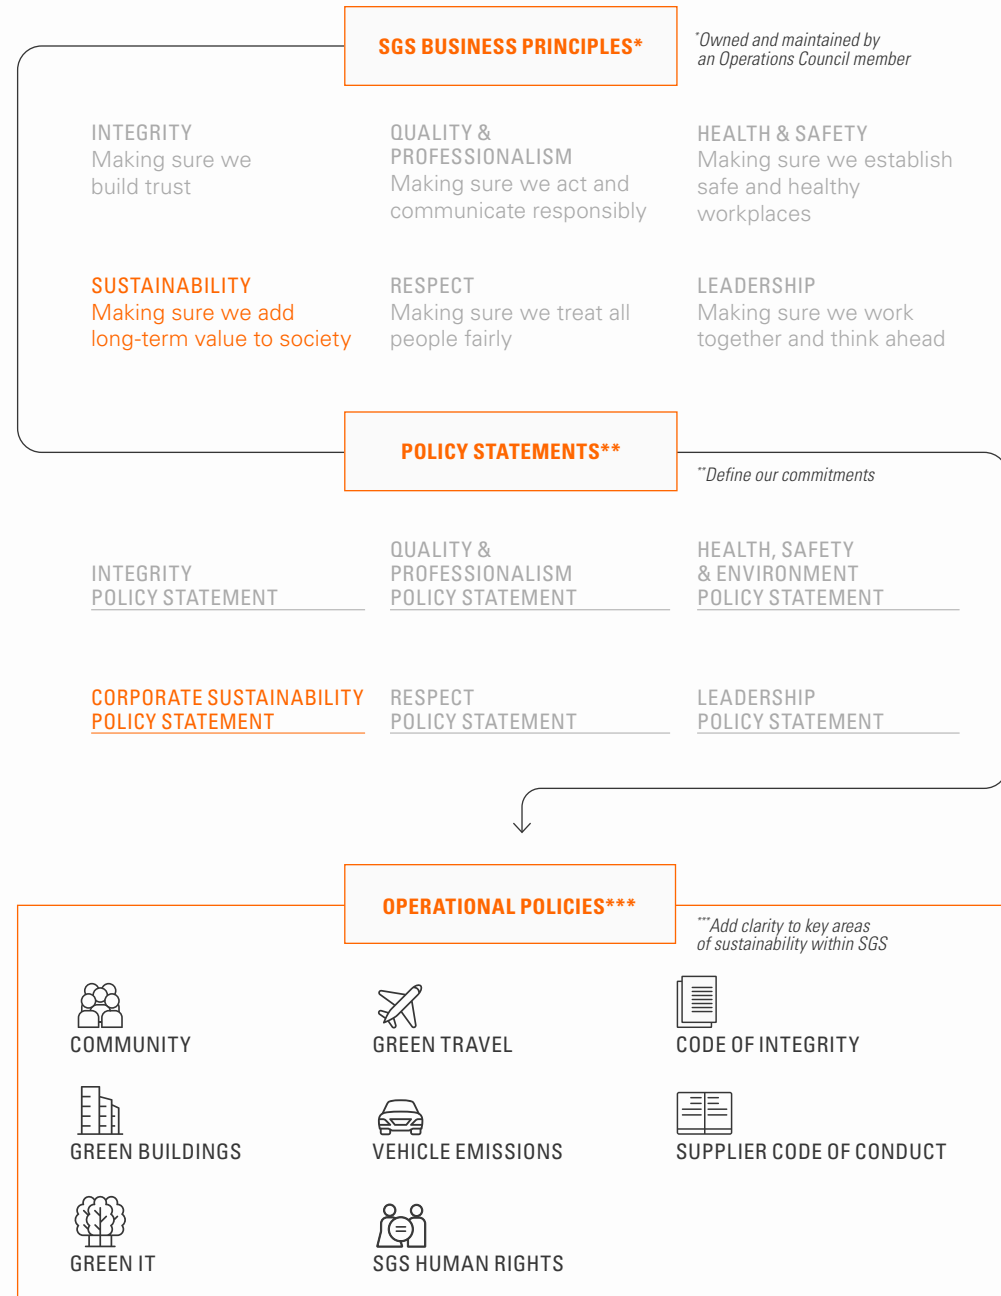 SGS BUSINESS PRINCIPLES*
*Owned and maintained by
an Operations Council member
INTEGRITY
Making sure we
build trust
QUALITY &
PROFESSIONALISM
Making sure we act and
communicate responsibly
HEALTH & SAFETY
Making sure we establish
safe and healthy
workplaces
SUSTAINABILITY
Making sure we add
long-term value to society
RESPECT
Making sure we treat all
people fairly
LEADERSHIP
Making sure we work
together and think ahead
POLICY STATEMENTS**
**Define our commitments
INTEGRITY
POLICY STATEMENT
QUALITY &
PROFESSIONALISM
POLICY STATEMENT
HEALTH, SAFETY
& ENVIRONMENT
POLICY STATEMENT
CORPORATE SUSTAINABILITY
POLICY STATEMENT
RESPECT
POLICY STATEMENT
LEADERSHIP
POLICY STATEMENT
OPERATIONAL POLICIES***
***Add clarity to key areas
of sustainability within SGS
COMMUNITY
GREEN TRAVEL
CODE OF INTEGRITY
GREEN BUILDINGS
VEHICLE EMISSIONS
SUPPLIER CODE OF CONDUCT
GREEN IT
SGS HUMAN RIGHTS